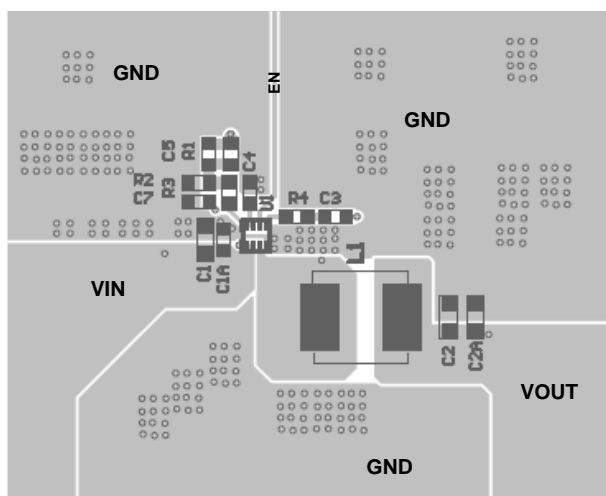 GND
EN
GND
C5
R1
C4
R2
R3
C7
U1
R4
C3
C1
C1A
L1
VIN
C2
C2A
VOUT
GND